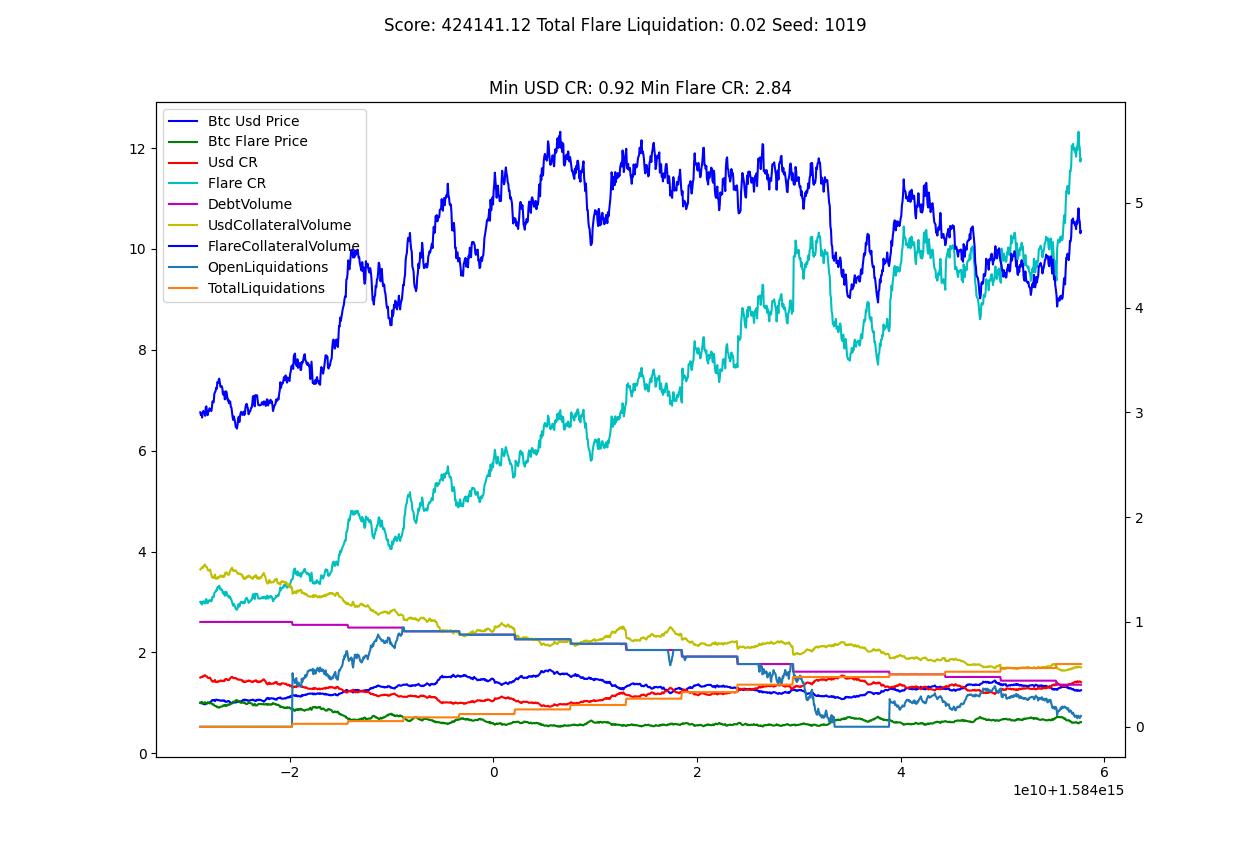 Score: 424141.12 Total Flare Liquidation: 0.02 Seed: 1019
Min USD CR: 0.92 Min Flare CR: 2.84
Btc Usd Price
Btc Flare Price
Usd CR
Flare CR
DebtVolume
UsdCollateralVolume
FlareCollateralVolume
OpenLiquidations
TotalLiquidations
12
10
8
6
4
2
0
5
4
3
2
1
0
−2
0
2
4
6
1e10+1.584e15